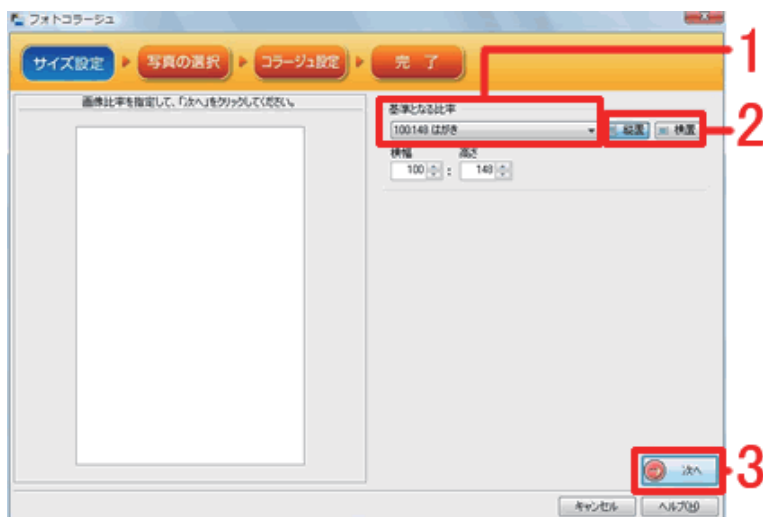 フォトコラージュ
サイズ設定
写真の選択
コラージュ設定
完 了
1
画像比率を指定して、「次へ」をクリックしてください。
基準となる比率
100:148 はがき
縦置
横置
2
横幅
高さ
100 : 148
次へ
3
キャンセル
ヘルプ(H)